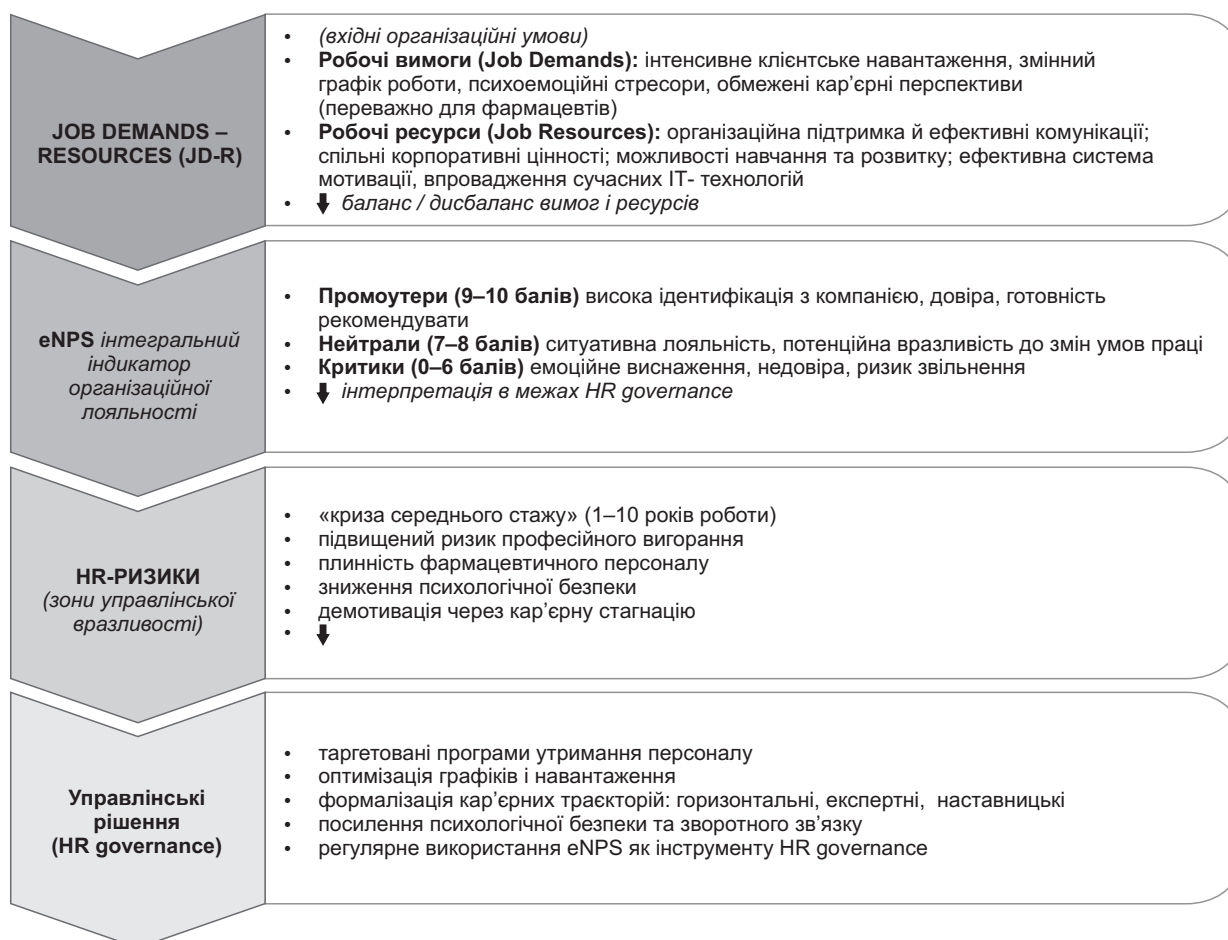 JOB DEMANDS –
RESOURCES (JD-R)
• (вхідні організаційні умови)
• Робочі вимоги (Job Demands): інтенсивне клієнтське навантаження, змінний
графік роботи, психоемоційні стресори, обмежені кар’єрні перспективи
(переважно для фармацевтів)
• Робочі ресурси (Job Resources): організаційна підтримка й ефективні комунікації;
спільні корпоративні цінності; можливості навчання та розвитку; ефективна система
мотивації, впровадження сучасних ІТ- технологій
• ⬇ баланс / дисбаланс вимог і ресурсів
eNPS інтегральний
індикатор
організаційної
лояльності
• Промоутери (9–10 балів) висока ідентифікація з компанією, довіра, готовність
рекомендувати
• Нейтрали (7–8 балів) ситуативна лояльність, потенційна вразливість до змін умов праці
• Критики (0–6 балів) емоційне виснаження, недовіра, ризик звільнення
• ⬇ інтерпретація в межах HR governance
HR-РИЗИКИ
(зони управлінської
вразливості)
• «криза середнього стажу» (1–10 років роботи)
• підвищений ризик професійного вигорання
• плинність фармацевтичного персоналу
• зниження психологічної безпеки
• демотивація через кар’єрну стагнацію
• ⬇
Управлінські
рішення
(HR governance)
• таргетовані програми утримання персоналу
• оптимізація графіків і навантаження
• формалізація кар’єрних траєкторій: горизонтальні, експертні, наставницькі
• посилення психологічної безпеки та зворотного зв’язку
• регулярне використання eNPS як інструменту HR governance